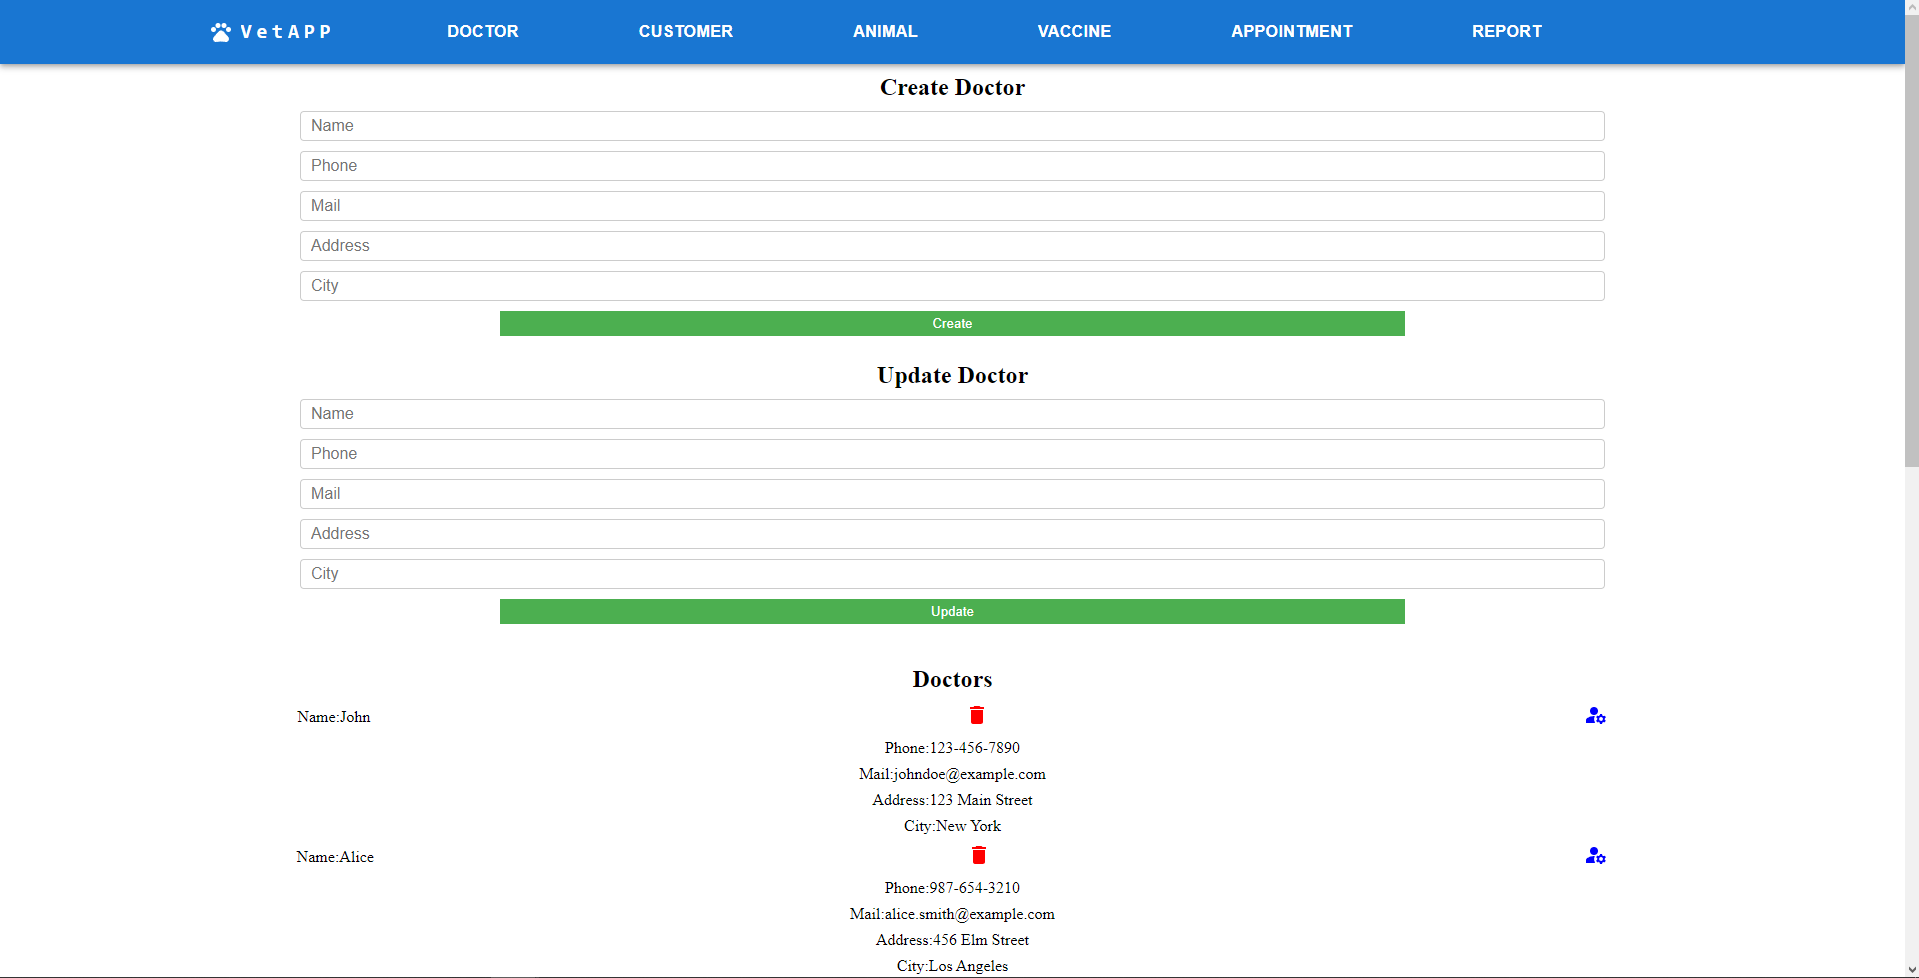 VetAPP DOCTOR CUSTOMER ANIMAL VACCINE APPOINTMENT REPORT
Create Doctor
Name
Phone
Mail
Address
City
Create
Update Doctor
Name
Phone
Mail
Address
City
Update
Doctors
Name:John
Phone:123-456-7890
Mail:johndoe@example.com
Address:123 Main Street
City:New York
Name:Alice
Phone:987-654-3210
Mail:alice.smith@example.com
Address:456 Elm Street
City:Los Angeles